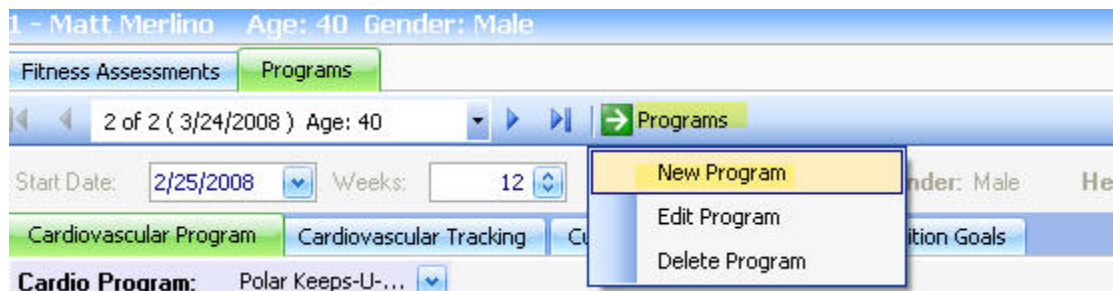 1 - Matt Merlino Age: 40 Gender: Male
Fitness Assessments Programs
2 of 2 ( 3/24/2008 ) Age: 40 Programs
Start Date: 2/25/2008 Weeks: 12 New Program nder: Male He
Edit Program
Cardiovascular Program Cardiovascular Tracking Cu ition Goals
Delete Program
Cardio Program: Polar Keeps-U-...